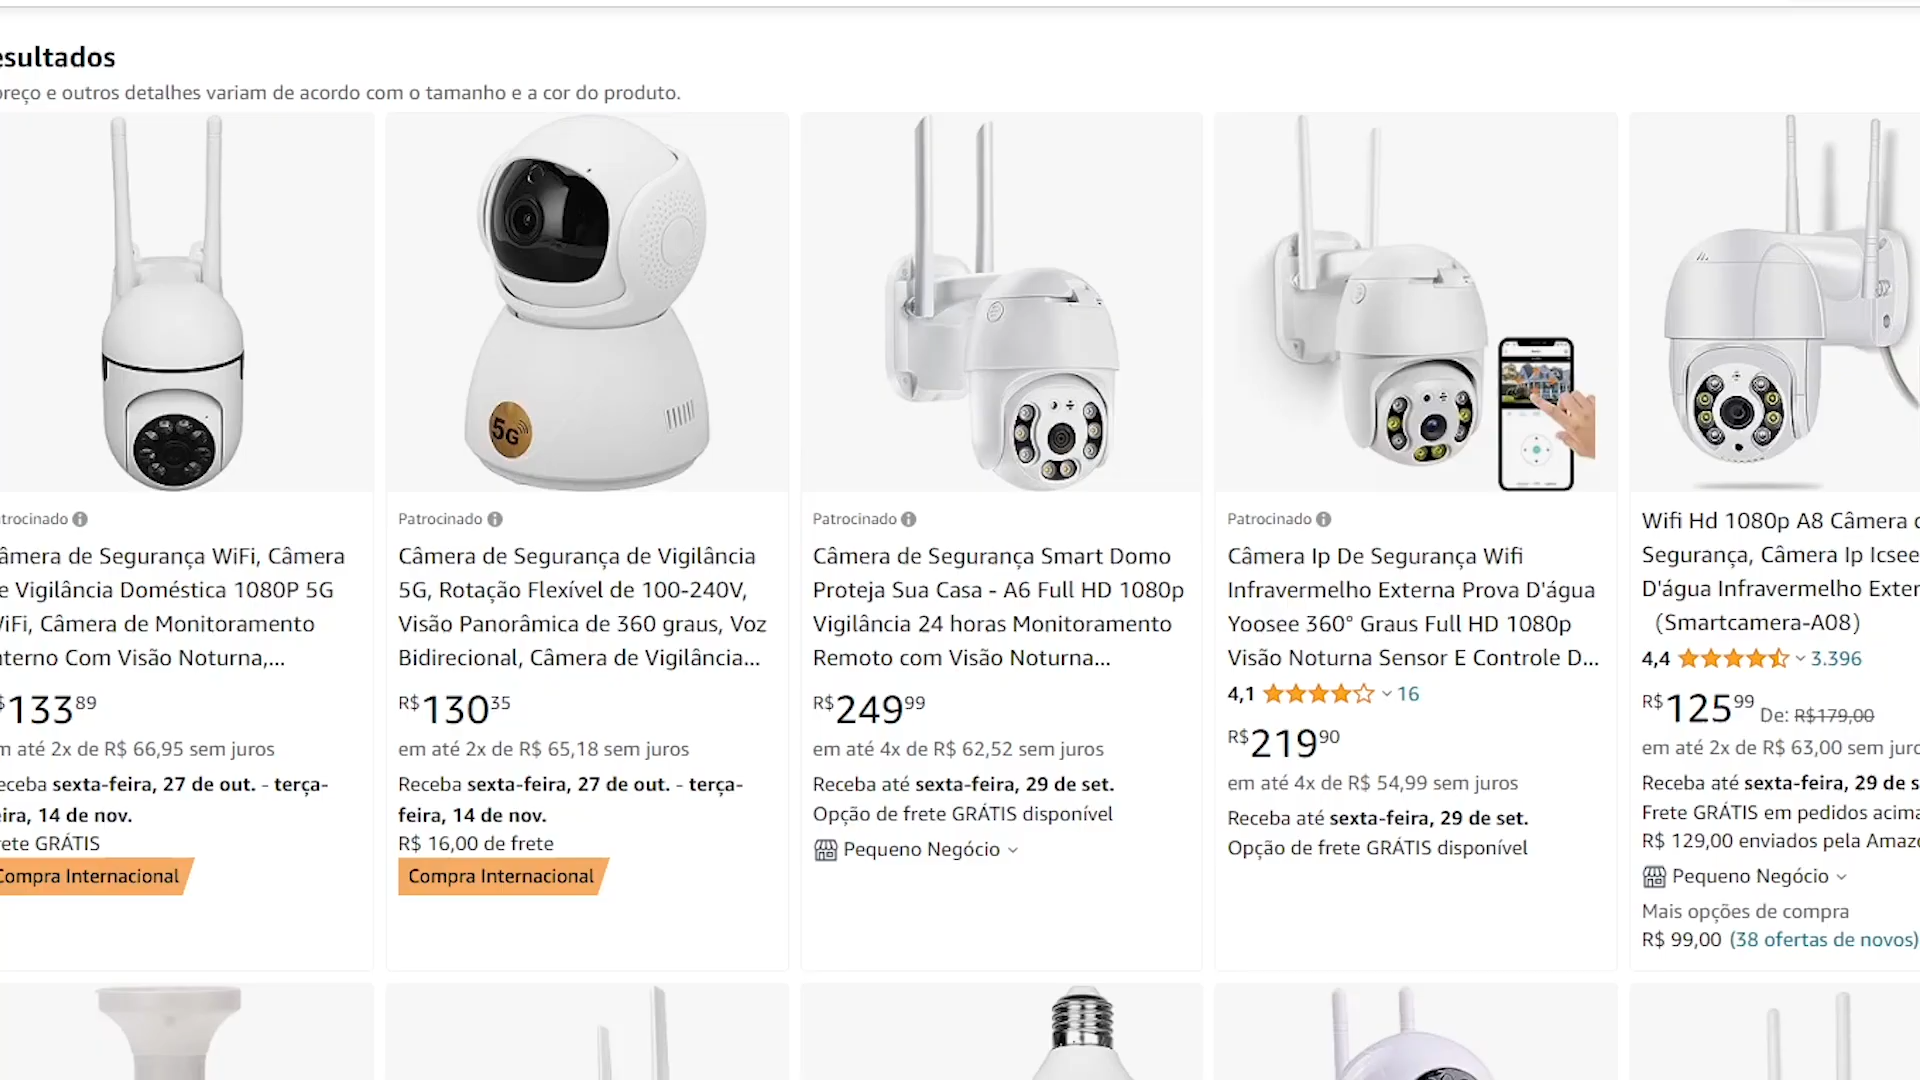 esultados
preço e outros detalhes variam de acordo com o tamanho e a cor do produto.
trocinado
âmera de Segurança WiFi, Câmera
e Vigilância Doméstica 1080P 5G
WiFi, Câmera de Monitoramento
nterno Com Visão Noturna,...
$133 89
m até 2x de R$ 66,95 sem juros
eceba sexta-feira, 27 de out. - terça-
eira, 14 de nov.
rete GRÁTIS
Compra Internacional
5G
Patrocinado
Câmera de Segurança de Vigilância
5G, Rotação Flexível de 100-240V,
Visão Panorâmica de 360 graus, Voz
Bidirecional, Câmera de Vigilância...
R$130 35
em até 2x de R$ 65,18 sem juros
Receba sexta-feira, 27 de out. - terça-
feira, 14 de nov.
R$ 16,00 de frete
Compra Internacional
Patrocinado
Câmera de Segurança Smart Domo
Proteja Sua Casa - A6 Full HD 1080p
Vigilância 24 horas Monitoramento
Remoto com Visão Noturna...
R$249 99
em até 4x de R$ 62,52 sem juros
Receba até sexta-feira, 29 de set.
Opção de frete GRÁTIS disponível
Pequeno Negócio
Patrocinado
Câmera Ip De Segurança Wifi
Infravermelho Externa Prova D'água
Yoosee 360° Graus Full HD 1080p
Visão Noturna Sensor E Controle D...
4,1 16
R$219 90
em até 4x de R$ 54,99 sem juros
Receba até sexta-feira, 29 de set.
Opção de frete GRÁTIS disponível
Wifi Hd 1080p A8 Câmera d
Segurança, Câmera Ip Icsee
D'água Infravermelho Exter
(Smartcamera-A08)
4,4 3.396
R$125 99 De: R$179,00
em até 2x de R$ 63,00 sem juro
Receba até sexta-feira, 29 de s
Frete GRÁTIS em pedidos acima
R$ 129,00 enviados pela Amazo
Pequeno Negócio
Mais opções de compra
R$ 99,00 (38 ofertas de novos)